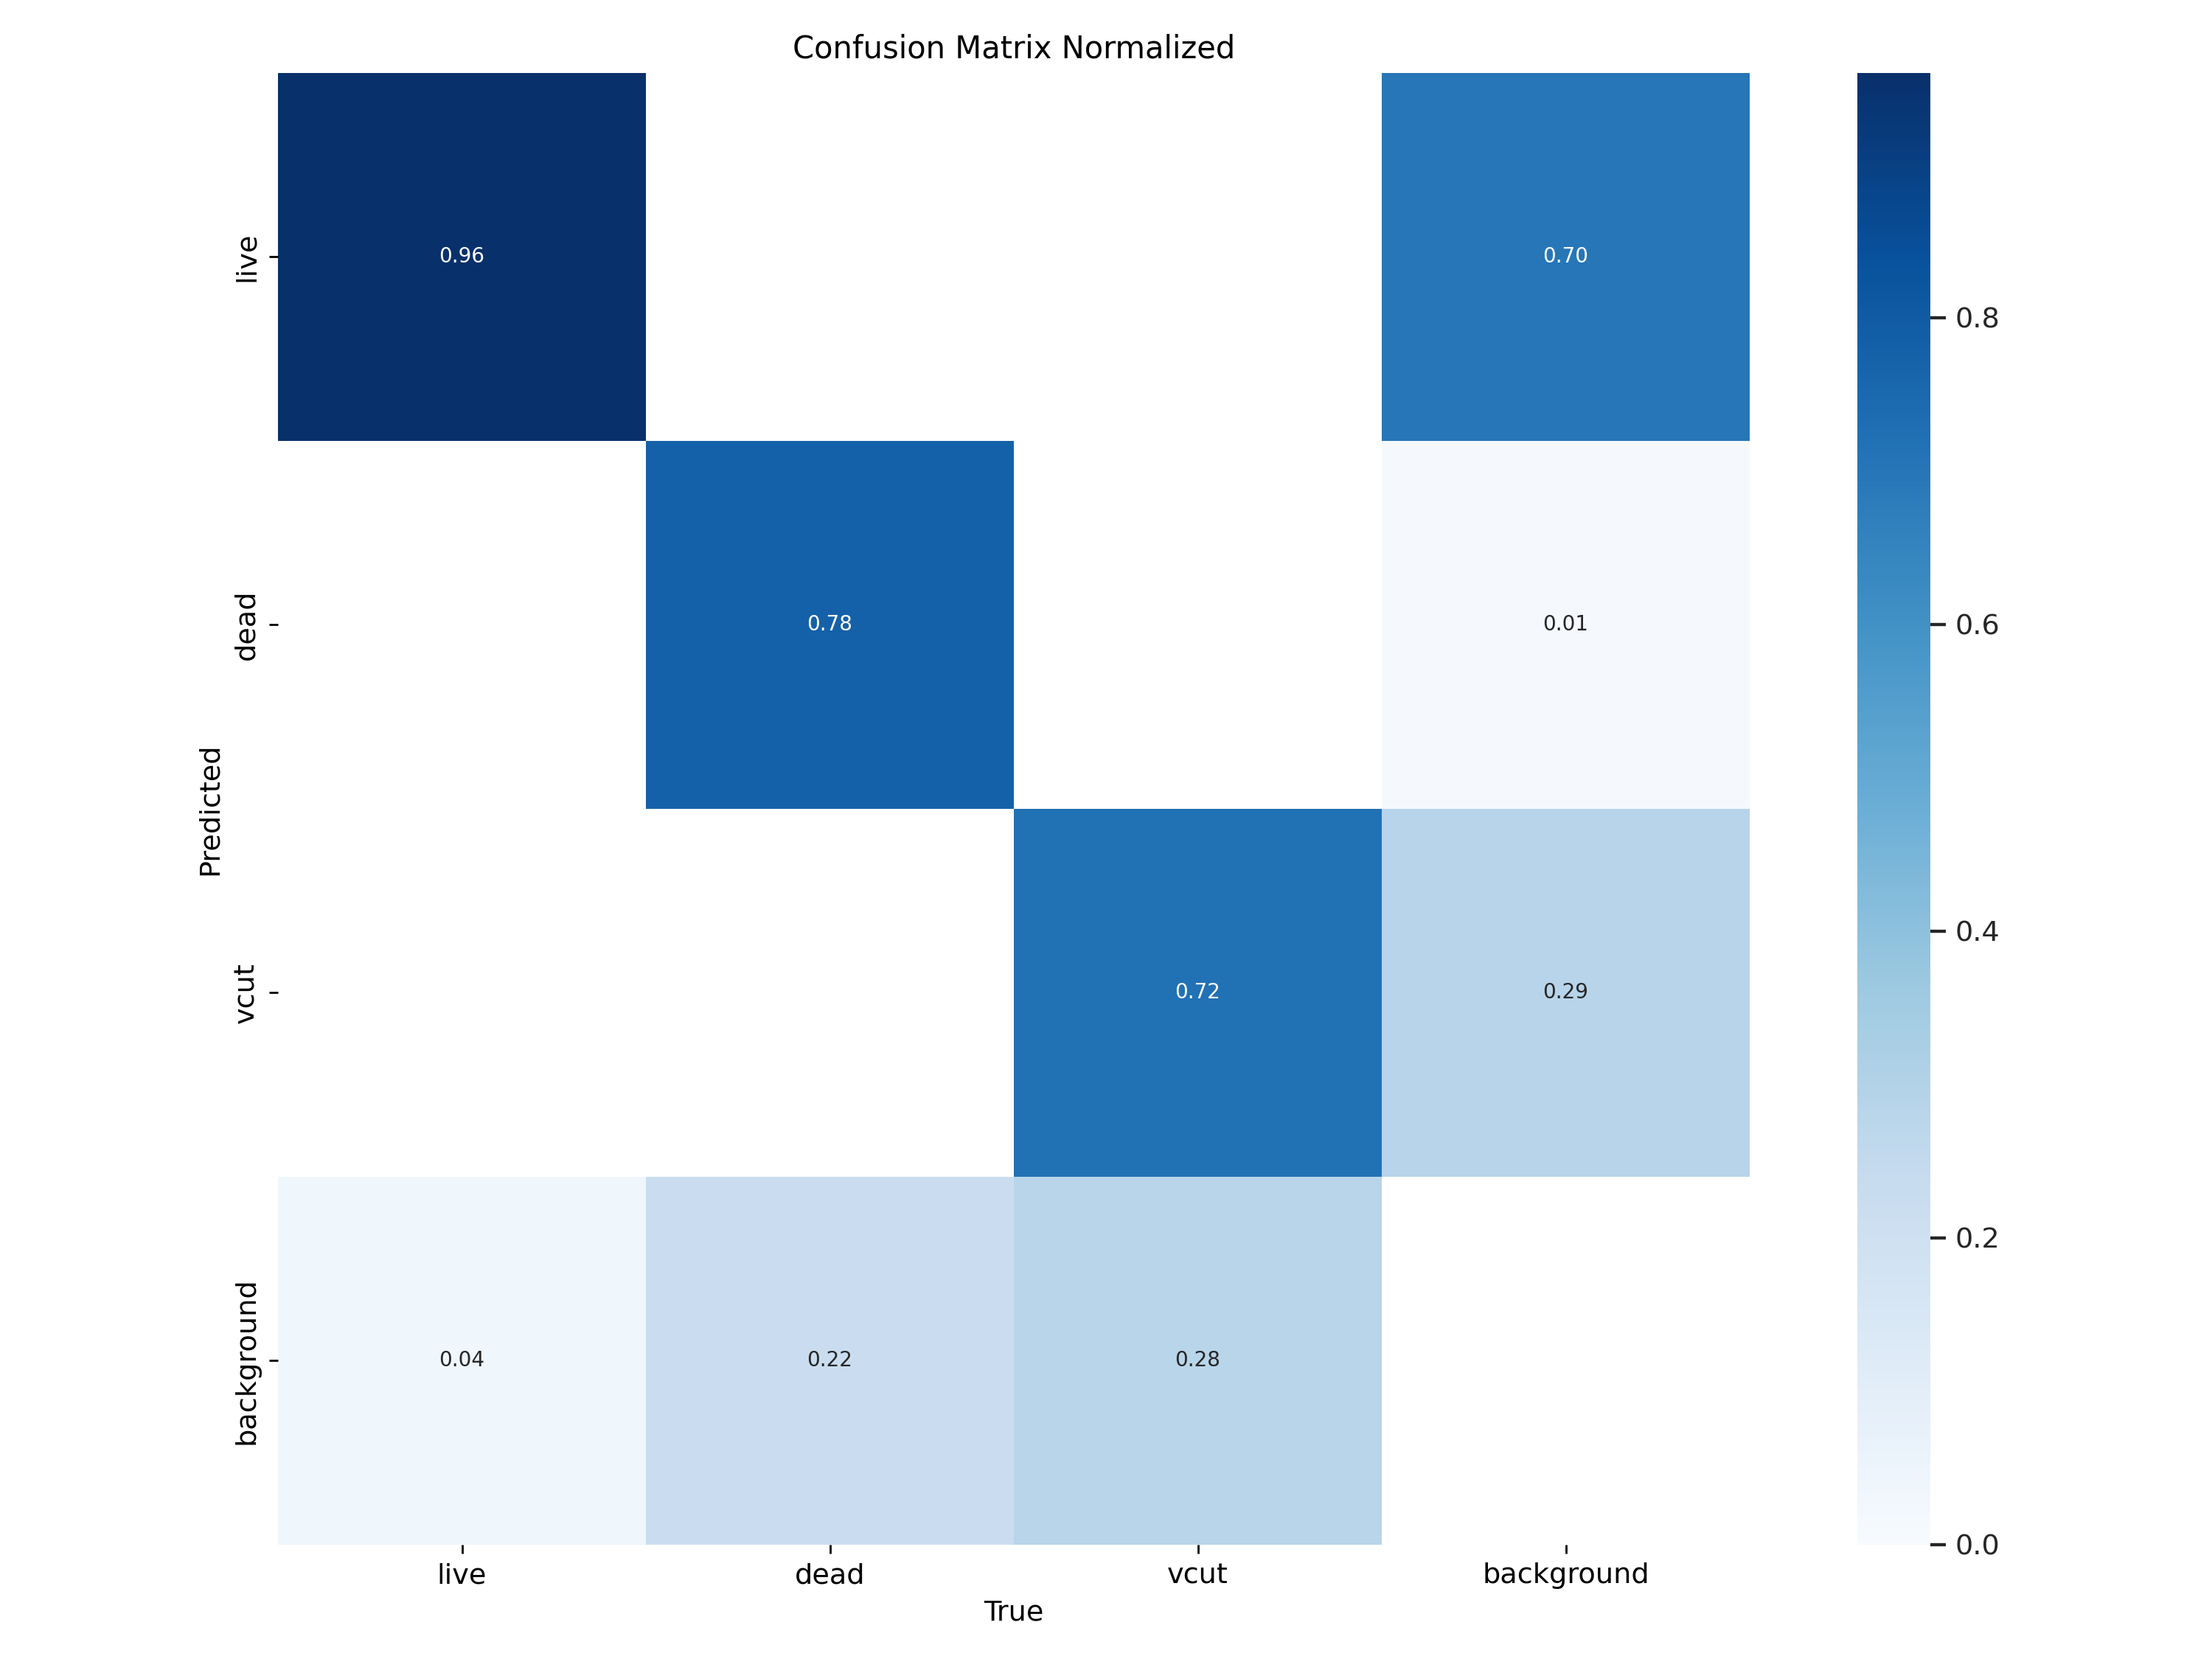 Confusion Matrix Normalized
live
0.96
0.70
dead
0.78
0.01
vcut
0.72
0.29
background
0.04
0.22
0.28
Predicted
live
dead
vcut
background
True
0.8
0.6
0.4
0.2
0.0